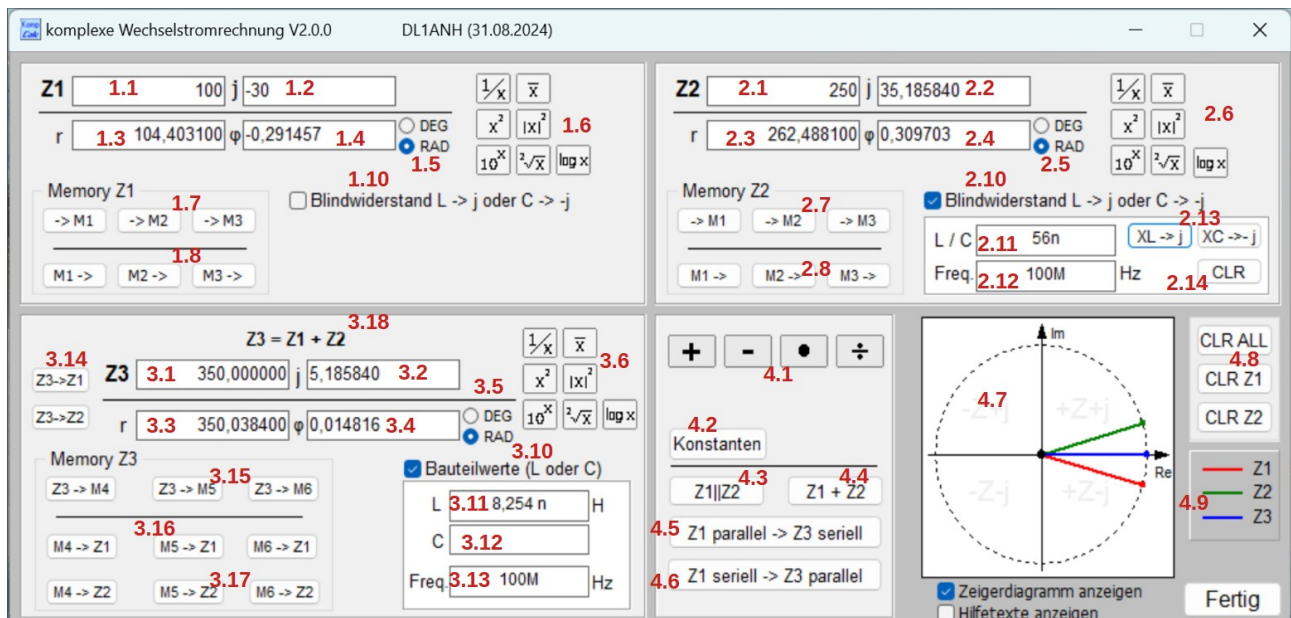 komplexe Wechselstromrechnung V2.0.0 DL1ANH (31.08.2024)
Z1 1.1 100 j -30 1.2
r 1.3 104,403100 φ -0,291457 1.4
DEG
RAD
1.5
1/x x̅
x² |x|² 1.6
10ˣ ²√x log x
1.10
Blindwiderstand L -> j oder C -> -j
Memory Z1
1.7
-> M1 -> M2 -> M3
1.8
M1 -> M2 -> M3 ->
Z2 2.1 250 j 35,185840 2.2
r 2.3 262,488100 φ 0,309703 2.4
DEG
RAD
2.5
1/x x̅
x² |x|² 2.6
10ˣ ²√x log x
2.10
Blindwiderstand L -> j oder C -> -j
Memory Z2
2.7
-> M1 -> M2 -> M3
2.8
M1 -> M2 -> M3 ->
2.13
L / C 2.11 56n XL -> j XC ->- j
Freq. 2.12 100M Hz 2.14 CLR
3.18
Z3 = Z1 + Z2
3.14
Z3->Z1
Z3->Z2
Z3 3.1 350,000000 j 5,185840 3.2
r 3.3 350,038400 φ 0,014816 3.4
3.5
DEG
RAD
1/x x̅
x² |x|² 3.6
10ˣ ²√x log x
Memory Z3
3.15
Z3 -> M4 Z3 -> M5 Z3 -> M6
3.16
M4 -> Z1 M5 -> Z1 M6 -> Z1
3.17
M4 -> Z2 M5 -> Z2 M6 -> Z2
3.10
Bauteilwerte (L oder C)
L 3.11 8,254 n H
C 3.12
Freq. 3.13 100M Hz
+ - • ÷
4.1
4.2
Konstanten
4.3 4.4
Z1||Z2 Z1 + Z2
4.5 Z1 parallel -> Z3 seriell
4.6 Z1 seriell -> Z3 parallel
Im
4.7
-Z+j +Z+j
Re
-Z-j +Z-j
CLR ALL
4.8
CLR Z1
CLR Z2
Z1
Z2
4.9
Z3
Zeigerdiagramm anzeigen
Hilfetexte anzeigen
Fertig